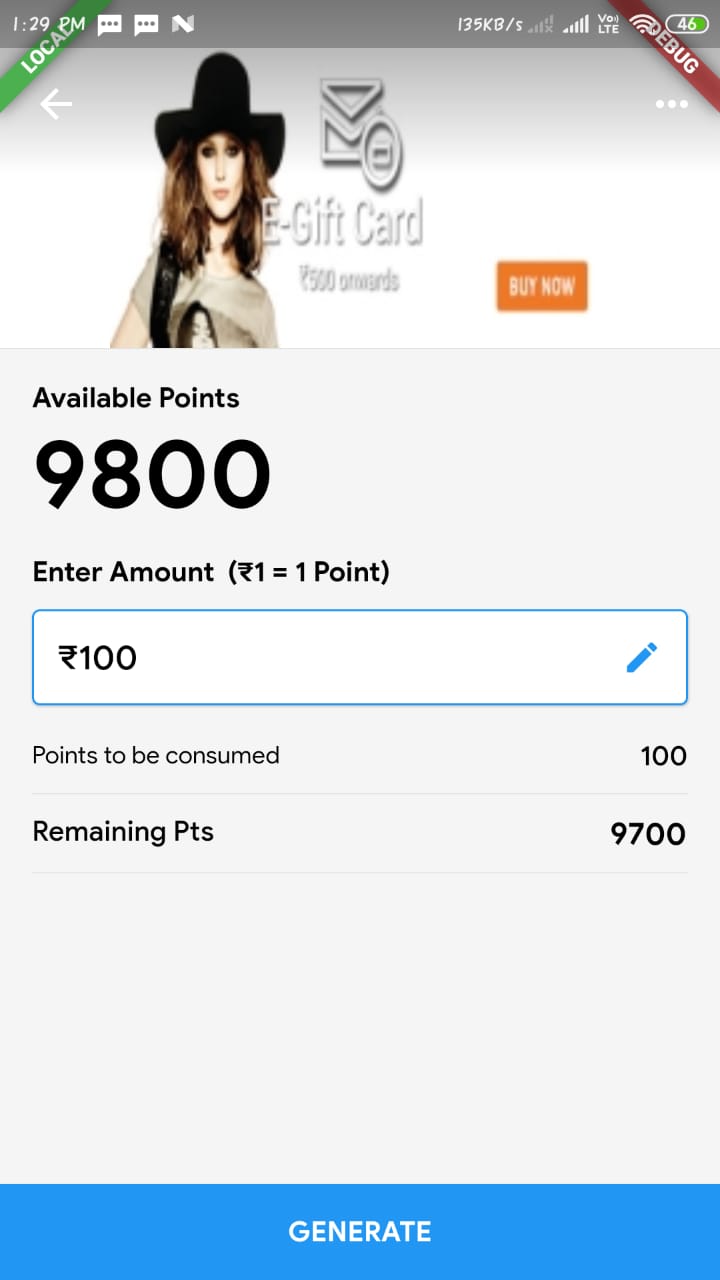 1:29 PM
135KB/s
Vo))
LTE
46
LOCAL
DEBUG
E-Gift Card
₹500 onwards
BUY NOW
Available Points
9800
Enter Amount (₹1 = 1 Point)
₹100
Points to be consumed
100
Remaining Pts
9700
GENERATE